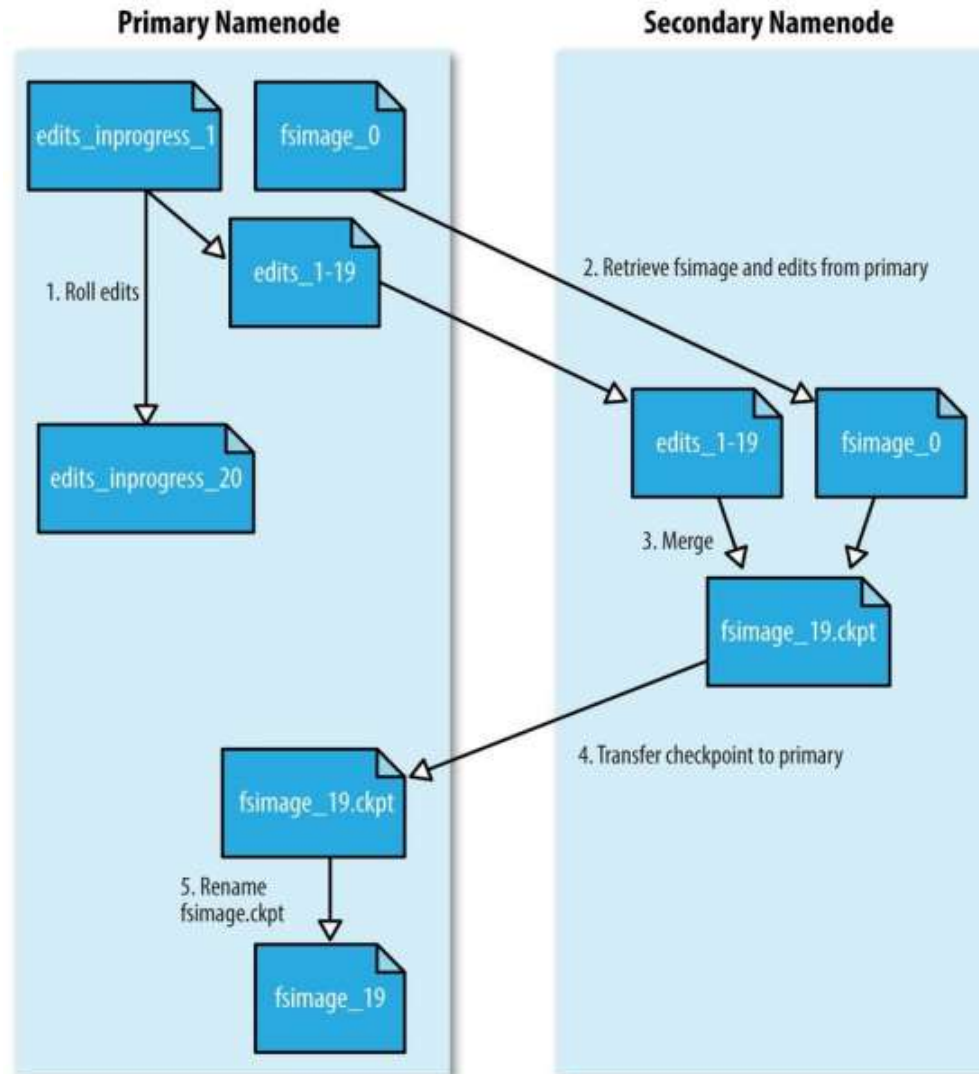 Primary Namenode
Secondary Namenode
edits_inprogress_1
fsimage_0
edits_1-19
1. Roll edits
2. Retrieve fsimage and edits from primary
edits_inprogress_20
edits_1-19
fsimage_0
3. Merge
fsimage_19.ckpt
4. Transfer checkpoint to primary
fsimage_19.ckpt
5. Rename
fsimage.ckpt
fsimage_19